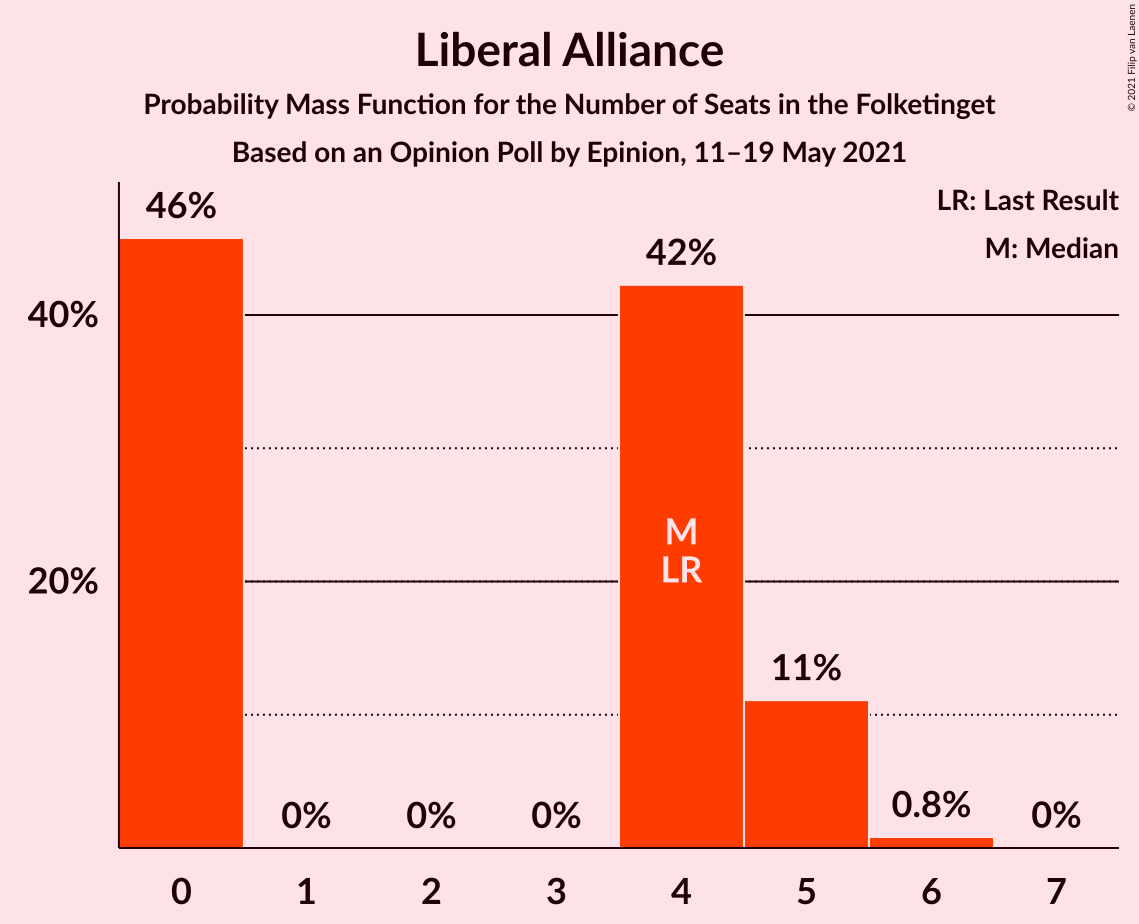 Liberal Alliance
Probability Mass Function for the Number of Seats in the Folketinget
Based on an Opinion Poll by Epinion, 11–19 May 2021
© 2021 Filip van Laenen
LR: Last Result
M: Median
46%
42%
40%
M
LR
20%
11%
0%
0%
0%
0.8%
0%
0
1
2
3
4
5
6
7